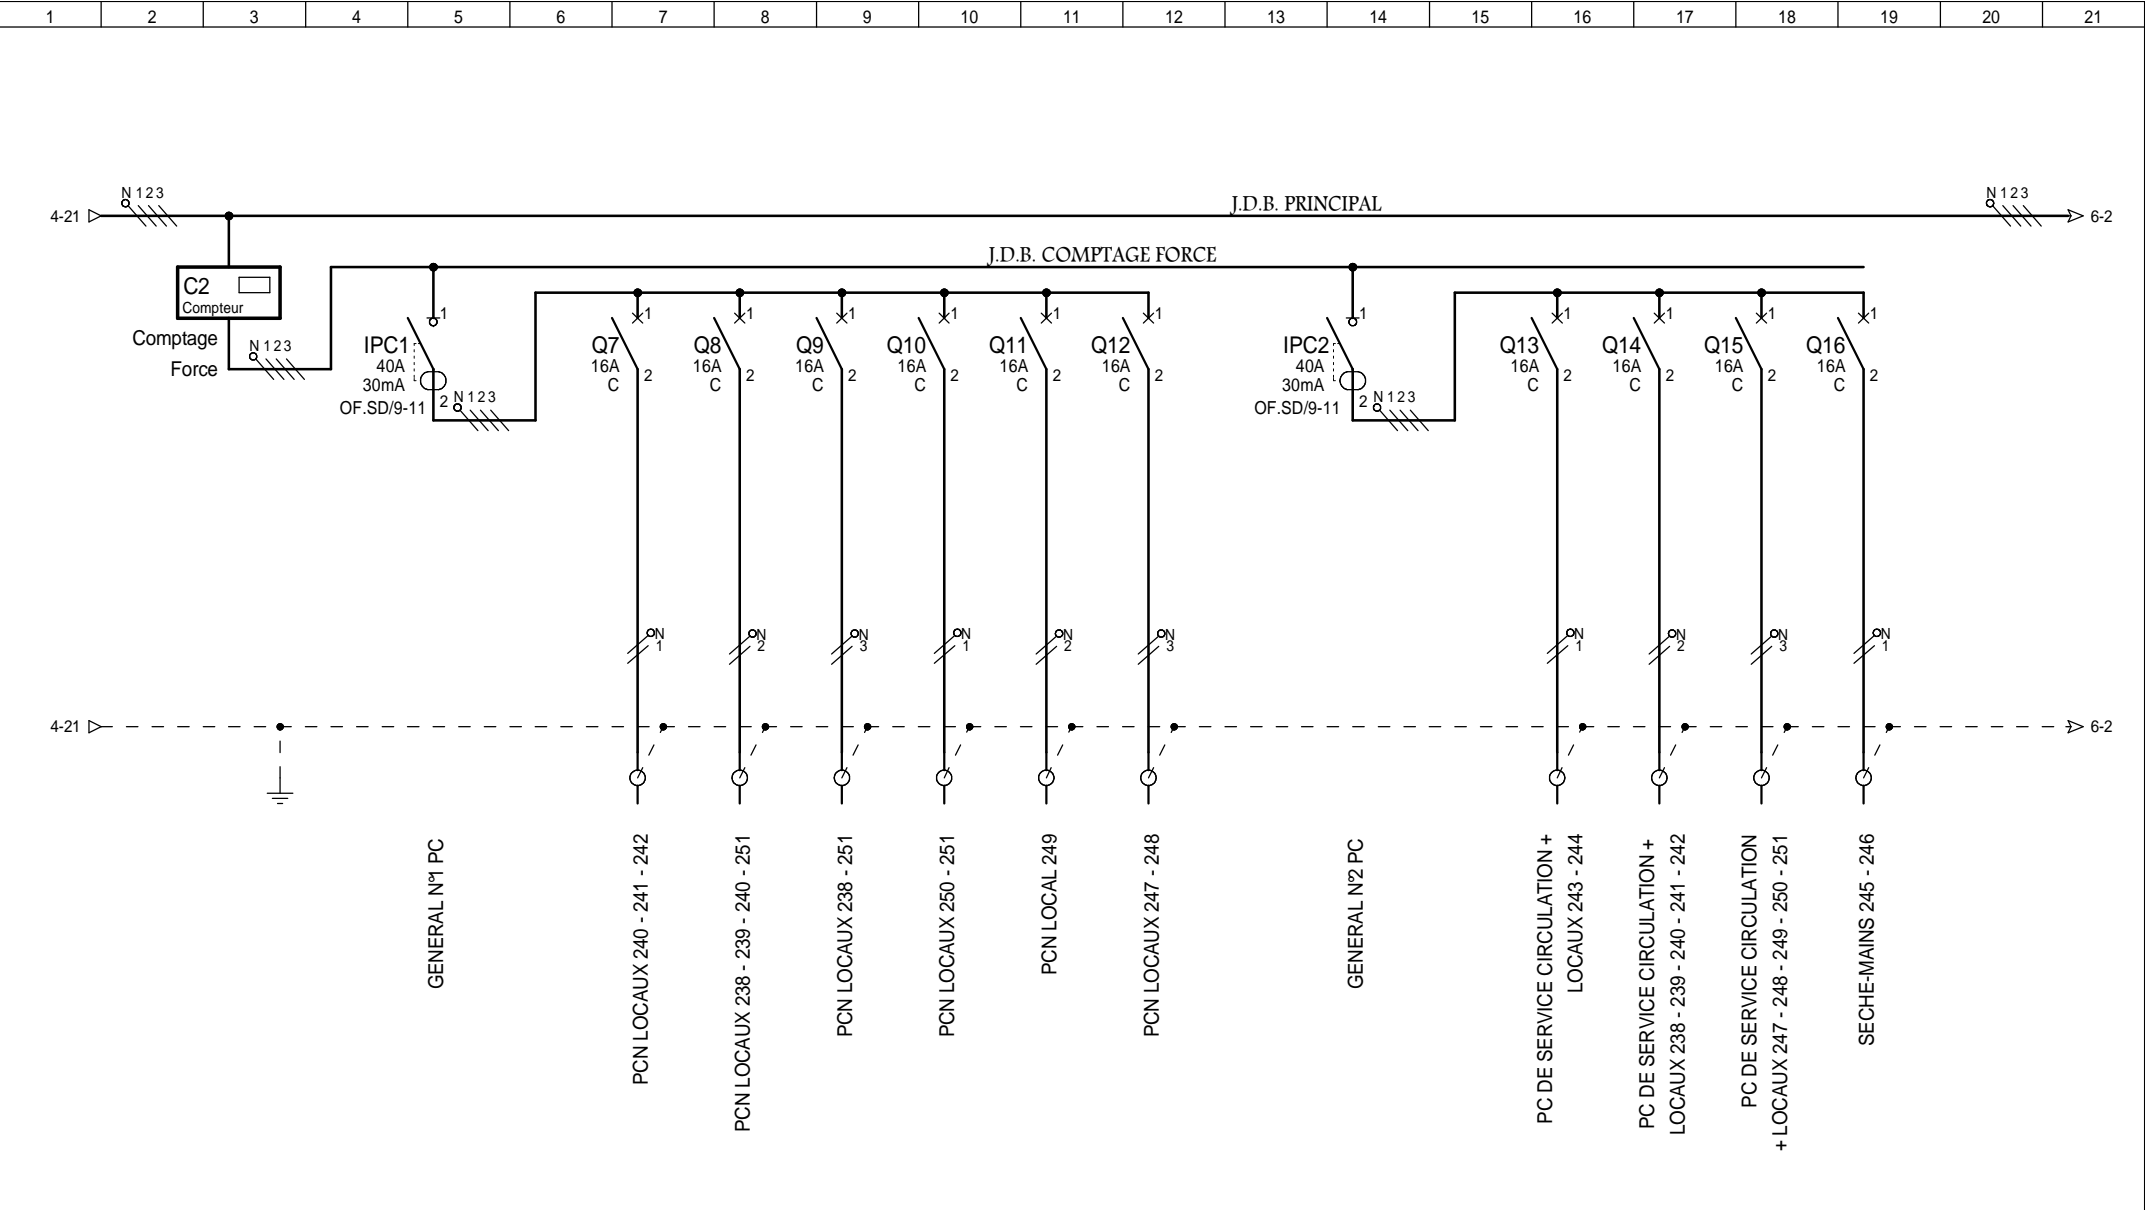 1 2 3 4 5 6 7 8 9 10 11 12 13 14 15 16 17 18 19 20 21
N 1 2 3
N 1 2 3
4-21
J.D.B. PRINCIPAL
6-2
J.D.B. COMPTAGE FORCE
C2
Compteur
Comptage
Force
N 1 2 3
1
IPC1
40A
30mA
OF.SD/9-11
2
N 1 2 3
1
Q7
16A
C
2
1
Q8
16A
C
2
1
Q9
16A
C
2
1
Q10
16A
C
2
1
Q11
16A
C
2
1
Q12
16A
C
2
1
IPC2
40A
30mA
OF.SD/9-11
2
N 1 2 3
1
Q13
16A
C
2
1
Q14
16A
C
2
1
Q15
16A
C
2
1
Q16
16A
C
2
N
1
N
2
N
3
N
1
N
2
N
3
N
1
N
2
N
3
N
1
4-21
6-2
GENERAL N°1 PC
PCN LOCAUX 240 - 241 - 242
PCN LOCAUX 238 - 239 - 240 - 251
PCN LOCAUX 238 - 251
PCN LOCAUX 250 - 251
PCN LOCAL 249
PCN LOCAUX 247 - 248
GENERAL N°2 PC
PC DE SERVICE CIRCULATION +
LOCAUX 243 - 244
PC DE SERVICE CIRCULATION +
LOCAUX 238 - 239 - 240 - 241 - 242
PC DE SERVICE CIRCULATION
+ LOCAUX 247 - 248 - 249 - 250 - 251
SECHE-MAINS 245 - 246